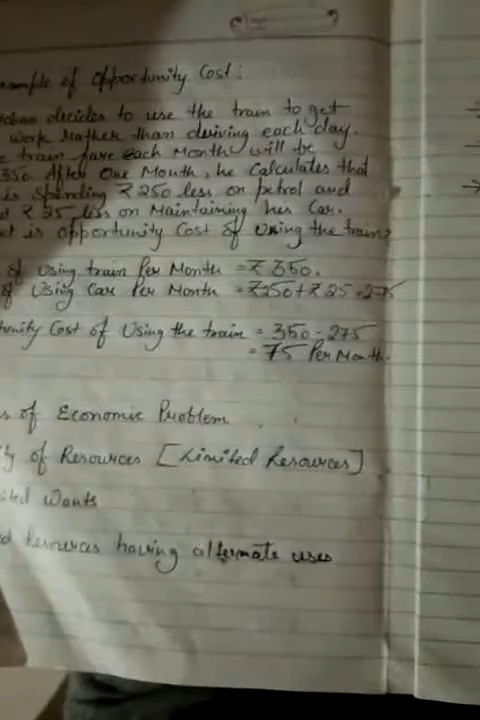 Example of Opportunity Cost:
decides to use the train to get
work Rather than deriving each day.
train fare each Month will be
350 After One Month, he Calculates that
is Spending ₹250 less on petrol and
₹25 less on Maintaining his Car.
is opportunity Cost of Using the train?
of Using train Per Month = ₹350.
of Using Car Per Month = ₹250 + ₹25 = 275
Cost of Using the train = 350 - 275
= 75 Per Month.
of Economic Problem
of Resources [Limited Resources]
Wants
Resources having alternate uses